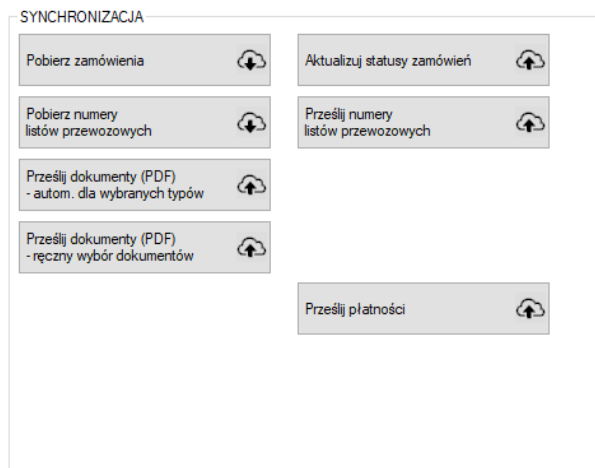 SYNCHRONIZACJA
Pobierz zamówienia
Aktualizuj statusy zamówień
Pobierz numery
listów przewozowych
Prześlij numery
listów przewozowych
Prześlij dokumenty (PDF)
- autom. dla wybranych typów
Prześlij dokumenty (PDF)
- ręczny wybór dokumentów
Prześlij płatności